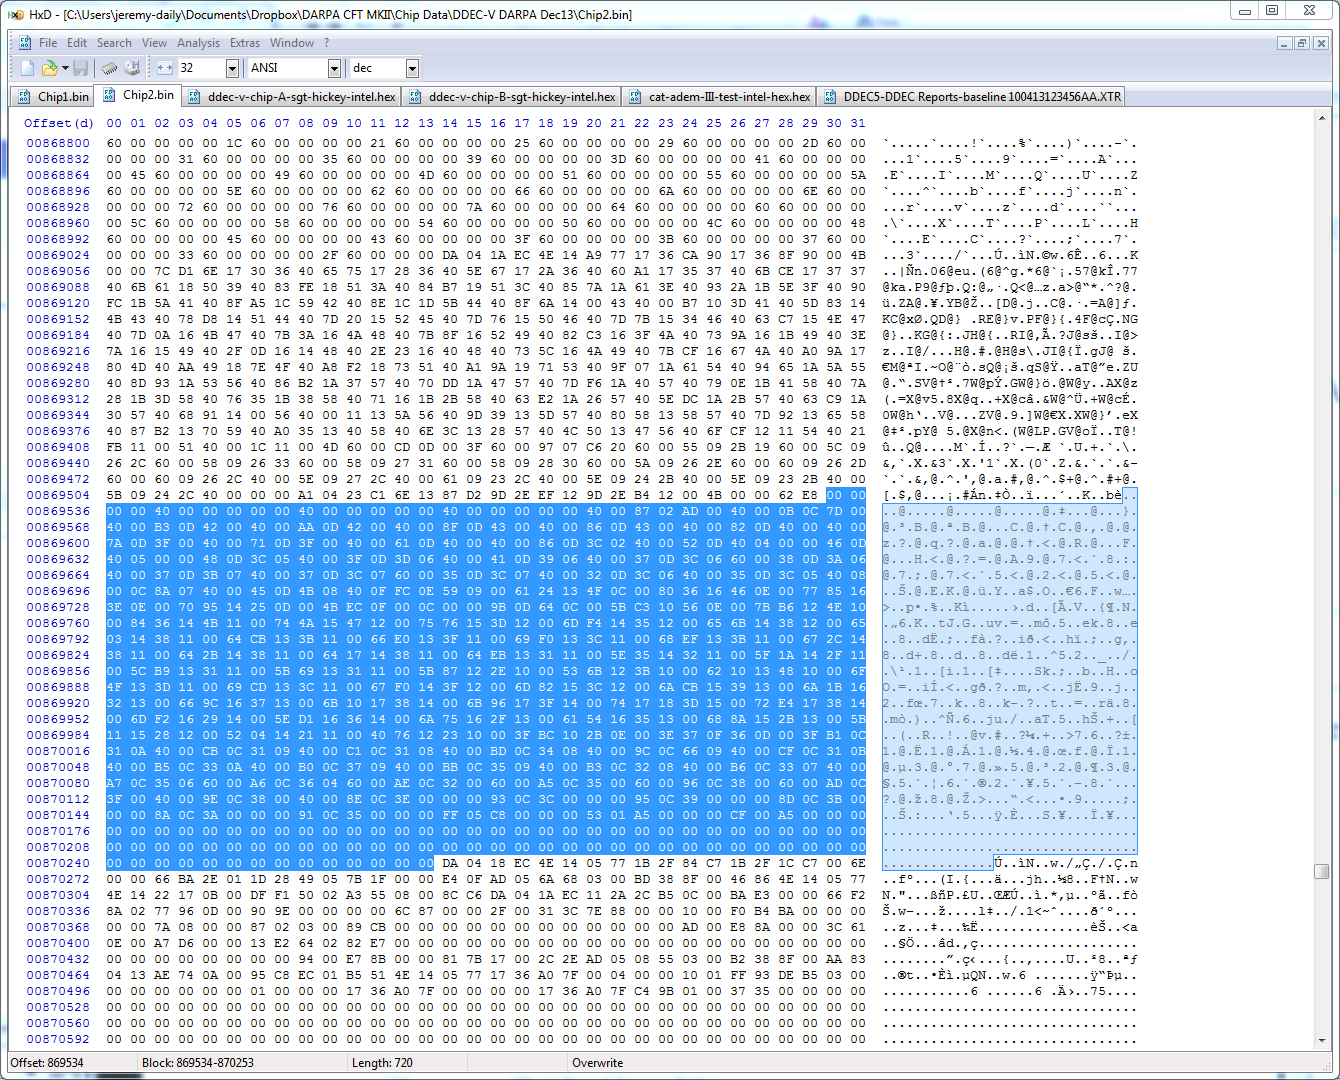 HxD - [C:\Users\jeremy-daily\Documents\Dropbox\DARPA CFT MKII\Chip Data\DDEC-V DARPA Dec13\Chip2.bin]
File Edit Search View Analysis Extras Window ?
32 ANSI dec
Chip1.bin Chip2.bin ddec-v-chip-A-sgt-hickey-intel.hex ddec-v-chip-B-sgt-hickey-intel.hex cat-adem-III-test-intel-hex.hex DDEC5-DDEC Reports-baseline 100413123456AA.XTR
Offset(d) 00 01 02 03 04 05 06 07 08 09 10 11 12 13 14 15 16 17 18 19 20 21 22 23 24 25 26 27 28 29 30 31
00868800 60 00 00 00 00 1C 60 00 00 00 00 21 60 00 00 00 00 25 60 00 00 00 00 29 60 00 00 00 00 2D 60 00 `.....`....!`....%`....)`....-`.
00868832 00 00 00 31 60 00 00 00 00 35 60 00 00 00 00 39 60 00 00 00 00 3D 60 00 00 00 00 41 60 00 00 00 ...1`....5`....9`....=`....A`...
00868864 00 45 60 00 00 00 00 49 60 00 00 00 00 4D 60 00 00 00 00 51 60 00 00 00 00 55 60 00 00 00 00 5A .E`....I`....M`....Q`....U`....Z
00868896 60 00 00 00 00 5E 60 00 00 00 00 62 60 00 00 00 00 66 60 00 00 00 00 6A 60 00 00 00 00 6E 60 00 `....^`....b`....f`....j`....n`.
00868928 00 00 00 72 60 00 00 00 00 76 60 00 00 00 00 7A 60 00 00 00 00 64 60 00 00 00 00 60 60 00 00 00 ...r`....v`....z`....d`....``...
00868960 00 5C 60 00 00 00 00 58 60 00 00 00 00 54 60 00 00 00 00 50 60 00 00 00 00 4C 60 00 00 00 00 48 .\`....X`....T`....P`....L`....H
00868992 60 00 00 00 00 45 60 00 00 00 00 43 60 00 00 00 00 3F 60 00 00 00 00 3B 60 00 00 00 00 37 60 00 `....E`....C`....?`....;`....7`.
00869024 00 00 00 33 60 00 00 00 00 2F 60 00 00 00 00 DA 04 1A EC 4E 14 A9 77 17 36 CA 90 17 36 8F 90 00 4B
00869056 00 00 7C D1 6E 17 30 36 40 65 75 17 28 36 40 5E 67 17 2A 36 40 60 A1 17 35 37 40 6B CE 17 37 37
00869088 40 6B 61 18 50 39 40 83 FE 18 51 3A 40 84 B7 19 51 3C 40 85 7A 1A 61 3E 40 93 2A 1B 5E 3F 40 90
00869120 FC 1B 5A 41 40 8F FA 1C 59 42 40 8E 1C 1D 5B 44 40 8F 6A 14 00 43 40 00 B7 10 3D 41 40 5D 83 14
00869152 4B 43 40 78 D8 14 51 44 40 7D 20 15 52 45 40 7D 76 15 50 46 40 7D B5 15 34 46 40 63 C7 15 4E 47
00869184 40 7D 0A 16 4B 47 40 7B 3A 16 4A 48 40 7B 8F 16 52 49 40 82 C3 16 3F 4A 40 73 9A 16 1B 49 40 3E
00869216 7A 16 15 49 40 2F 0D 16 14 48 40 2E 23 16 40 48 40 73 5C 16 4A 49 40 7B CF 16 67 4A 40 A0 9A 17
00869248 80 4D 40 AA 49 18 7E 4F 40 A8 F2 18 73 51 40 A1 9A 19 71 53 40 9F 07 1A 61 54 40 94 65 1A 5A 55
00869280 40 8D 93 1A 53 56 40 86 B2 1A 37 57 40 70 DD 1A 47 57 40 7D F6 1A 40 57 40 79 0E 1B 41 58 40 7A
00869312 28 1B 3D 58 40 76 35 1B 38 58 40 71 16 1B 2B 58 40 63 E2 1A 26 57 40 5E DC 1A 2B 57 40 63 C9 1A
00869344 30 57 40 68 91 14 00 56 40 00 11 13 5A 56 40 9D 39 13 5D 57 40 80 58 13 58 57 40 7D 92 13 65 58
00869376 40 87 B2 13 70 59 40 A0 35 13 40 58 40 6E 3C 13 28 57 40 4C 50 13 47 56 40 6F CF 12 11 54 40 21
00869408 FB 11 00 51 40 00 1C 11 00 4D 60 00 CD 0D 00 3F 60 00 97 07 C6 20 60 00 55 09 2B 19 60 00 5C 09
00869440 26 2C 60 00 58 09 26 33 60 00 58 09 27 31 60 00 58 09 28 30 60 00 5A 09 26 2E 60 00 60 09 26 2D
00869472 60 00 60 09 26 2C 40 00 5E 09 27 2C 40 00 61 09 23 2C 40 00 5E 09 24 2B 40 00 5E 09 23 2B 40 00
00869504 5B 09 24 2C 40 00 00 00 A1 04 23 C1 6E 13 87 D2 9D 2E EF 12 9D 2E B4 12 00 4B 00 00 62 E8 00 00
00869536 00 00 40 00 00 00 00 00 40 00 00 00 00 00 40 00 00 00 00 00 40 00 87 02 AD 00 40 00 0B 0C 7D 00
00869568 40 00 B3 0D 42 00 40 00 AA 0D 42 00 40 00 8F 0D 43 00 40 00 86 0D 43 00 40 00 82 0D 40 00 40 00
00869600 7A 0D 3F 00 40 00 71 0D 3F 00 40 00 61 0D 40 00 40 00 86 0D 3C 02 40 00 52 0D 40 04 00 00 46 0D
00869632 40 05 00 00 48 0D 3C 05 40 00 3F 0D 3D 06 40 00 41 0D 39 06 40 00 37 0D 3C 06 60 00 38 0D 3A 06
00869664 40 00 37 0D 3B 07 40 00 37 0D 3C 07 60 00 35 0D 3C 07 40 00 32 0D 3C 06 40 00 35 0D 3C 05 40 08
00869696 00 0C 8A 07 40 00 45 0D 4B 08 40 0F FC 0E 59 09 00 61 24 13 4F 0C 00 80 36 16 46 0E 00 77 85 16
00869728 3E 0E 00 70 95 14 25 0D 00 4B EC 0F 00 0C 00 00 9B 0D 64 0C 00 5B C3 10 56 0E 00 7B B6 12 4E 10
00869760 00 84 36 14 4B 11 00 74 4A 15 47 12 00 75 76 15 3D 12 00 6D F4 14 35 12 00 65 6B 14 38 12 00 65
00869792 03 14 38 11 00 64 CB 13 3B 11 00 66 E0 13 3F 11 00 69 F0 13 3C 11 00 68 EF 13 3B 11 00 67 2C 14
00869824 38 11 00 64 2B 14 38 11 00 64 17 14 38 11 00 64 EB 13 31 11 00 5E 35 14 32 11 00 5F 1A 14 2F 11
00869856 00 5C B9 13 31 11 00 5B 69 13 31 11 00 5B 87 12 2E 10 00 53 6B 12 3B 10 00 62 10 13 48 10 00 6F
00869888 4F 13 3D 11 00 69 CD 13 3C 11 00 67 F0 14 3F 12 00 6D 82 15 3C 12 00 6A CB 15 39 13 00 6A 1B 16
00869920 32 13 00 66 9C 16 37 13 00 6B 10 17 38 14 00 6B 96 17 3F 14 00 74 17 18 3D 15 00 72 E4 17 38 14
00869952 00 6D F2 16 29 14 00 5E D1 16 36 14 00 6A 75 16 2F 13 00 61 54 16 35 13 00 68 8A 15 2B 13 00 5B
00869984 11 15 28 12 00 52 04 14 21 11 00 40 76 12 23 10 00 3F BC 10 2B 0E 00 3E 37 0F 36 0D 00 3F B1 0C
00870016 31 0A 40 00 CB 0C 31 09 40 00 C1 0C 31 08 40 00 BD 0C 34 08 40 00 9C 0C 66 09 40 00 CF 0C 31 0B
00870048 40 00 B5 0C 33 0A 40 00 B0 0C 37 09 40 00 BB 0C 35 09 40 00 B3 0C 32 08 40 00 B6 0C 33 07 40 00
00870080 A7 0C 35 06 60 00 A6 0C 36 04 60 00 AE 0C 32 00 60 00 A5 0C 35 00 60 00 96 0C 38 00 60 00 AD 0C
00870112 3F 00 40 00 9E 0C 38 00 40 00 8E 0C 3E 00 00 00 93 0C 3C 00 00 00 95 0C 39 00 00 00 8D 0C 3B 00
00870144 00 00 8A 0C 3A 00 00 00 91 0C 35 00 00 00 FF 05 C8 00 00 00 53 01 A5 00 00 00 CF 00 A5 00 00 00
00870176 00 00 00 00 00 00 00 00 00 00 00 00 00 00 00 00 00 00 00 00 00 00 00 00 00 00 00 00 00 00 00 00
00870208 00 00 00 00 00 00 00 00 00 00 00 00 00 00 00 00 00 00 00 00 00 00 00 00 00 00 00 00 00 00 00 00
00870240 00 00 00 00 00 00 00 00 00 00 00 00 00 00 DA 04 18 EC 4E 14 05 77 1B 2F 84 C7 1B 2F 1C C7 00 6E
00870272 00 00 66 BA 2E 01 1D 28 49 05 7B 1F 00 00 E4 0F AD 05 6A 68 03 00 BD 38 8F 00 46 86 4E 14 05 77
00870304 4E 14 22 17 0B 00 DF F1 50 02 A3 55 08 00 8C C6 DA 04 1A EC 11 2A 2C B5 0C 00 BA E3 00 00 66 F2
00870336 8A 02 77 96 0D 00 90 9E 00 00 00 00 6C 87 00 00 2F 00 31 3C 7E 88 00 00 10 00 F0 B4 BA 00 00 00
00870368 00 00 7A 08 00 00 87 02 03 00 89 CB 00 00 00 00 00 00 00 00 00 00 00 00 AD 00 E8 8A 00 00 3C 61
00870400 0E 00 A7 D6 00 00 13 E2 64 02 82 E7 00 00 00 00 00 00 00 00 00 00 00 00 00 00 00 00 00 00 00 00
00870432 00 00 00 00 00 00 00 00 94 00 E7 8B 00 00 81 7B 17 00 2C 2E AD 05 08 55 03 00 B2 38 8F 00 AA 83
00870464 04 13 AE 74 0A 00 95 C8 EC 01 B5 51 4E 14 05 77 17 36 A0 7F 00 04 00 00 10 01 FF 93 DE B5 03 00
00870496 00 00 00 00 00 00 01 00 00 00 17 36 A0 7F 00 00 00 00 17 36 A0 7F C4 9B 01 00 37 35 00 00 00 00
00870528 00 00 00 00 00 00 00 00 00 00 00 00 00 00 00 00 00 00 00 00 00 00 00 00 00 00 00 00 00 00 00 00
00870560 00 00 00 00 00 00 00 00 00 00 00 00 00 00 00 00 00 00 00 00 00 00 00 00 00 00 00 00 00 00 00 00
00870592 00 00 00 00 00 00 00 00 00 00 00 00 00 00 00 00 00 00 00 00 00 00 00 00 00 00 00 00 00 00 00 00
Offset: 869534 Block: 869534-870253 Length: 720 Overwrite